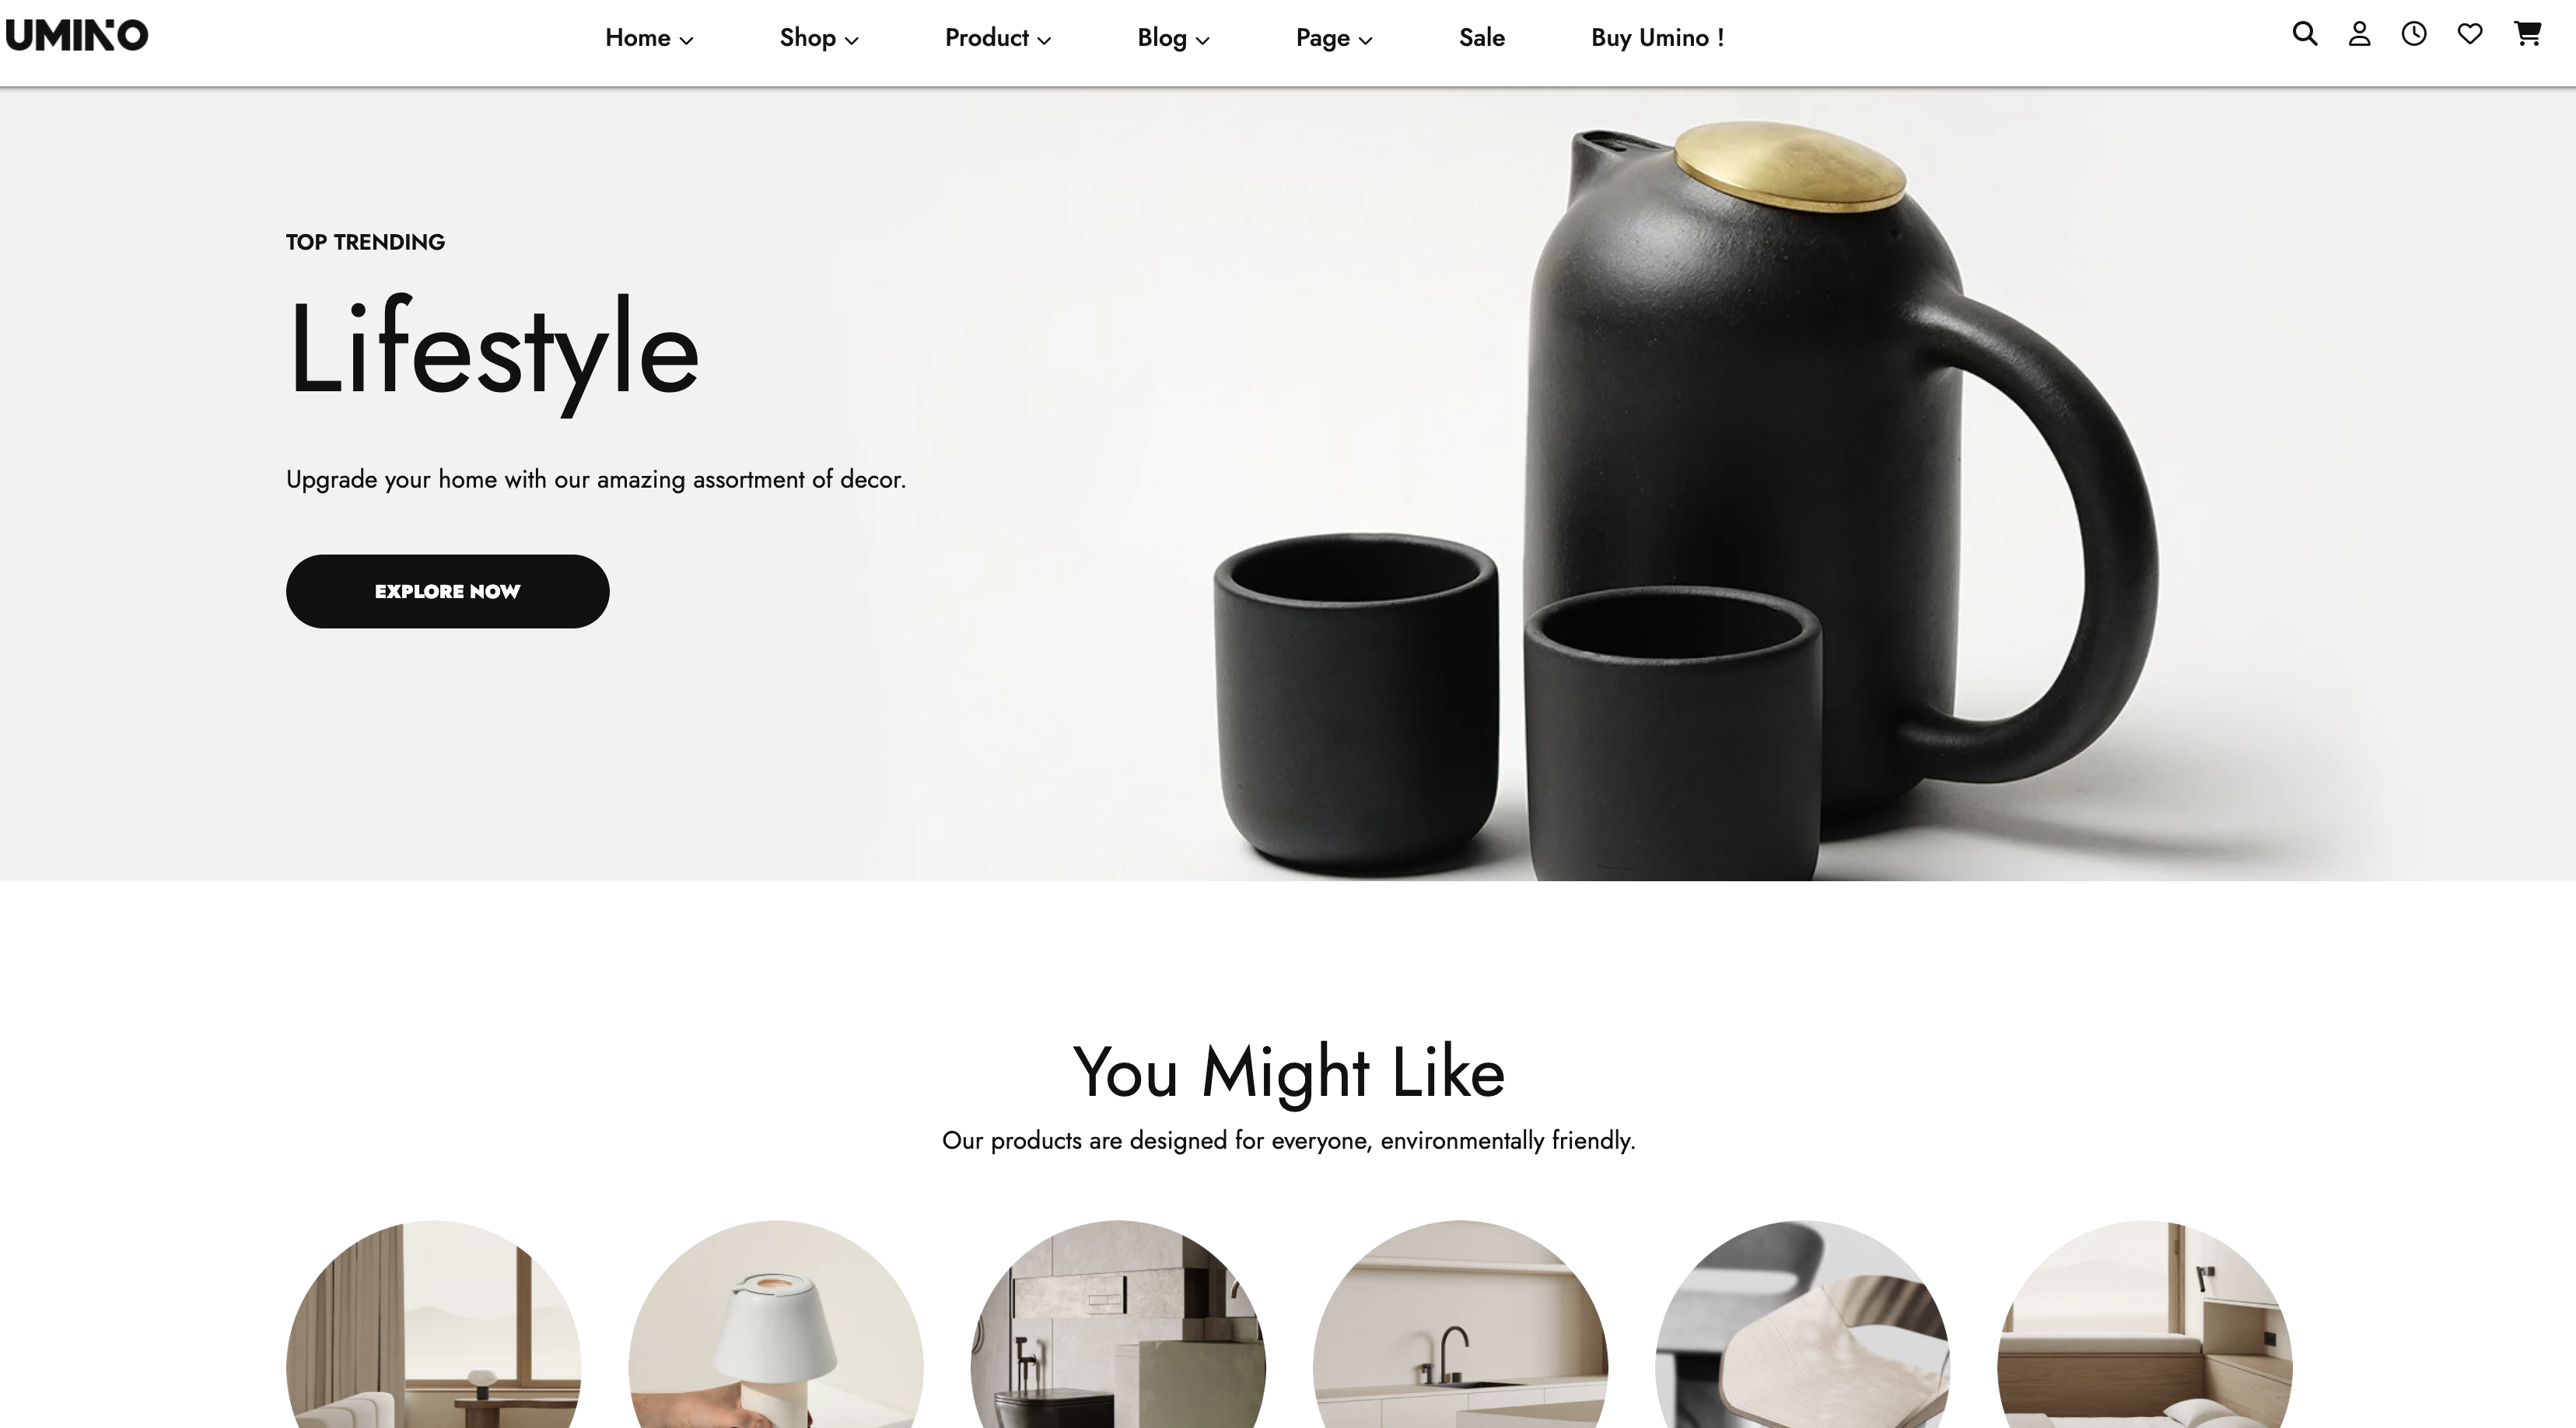 UMINO
Home Shop Product Blog Page Sale Buy Umino !
TOP TRENDING
Lifestyle
Upgrade your home with our amazing assortment of decor.
EXPLORE NOW
You Might Like
Our products are designed for everyone, environmentally friendly.